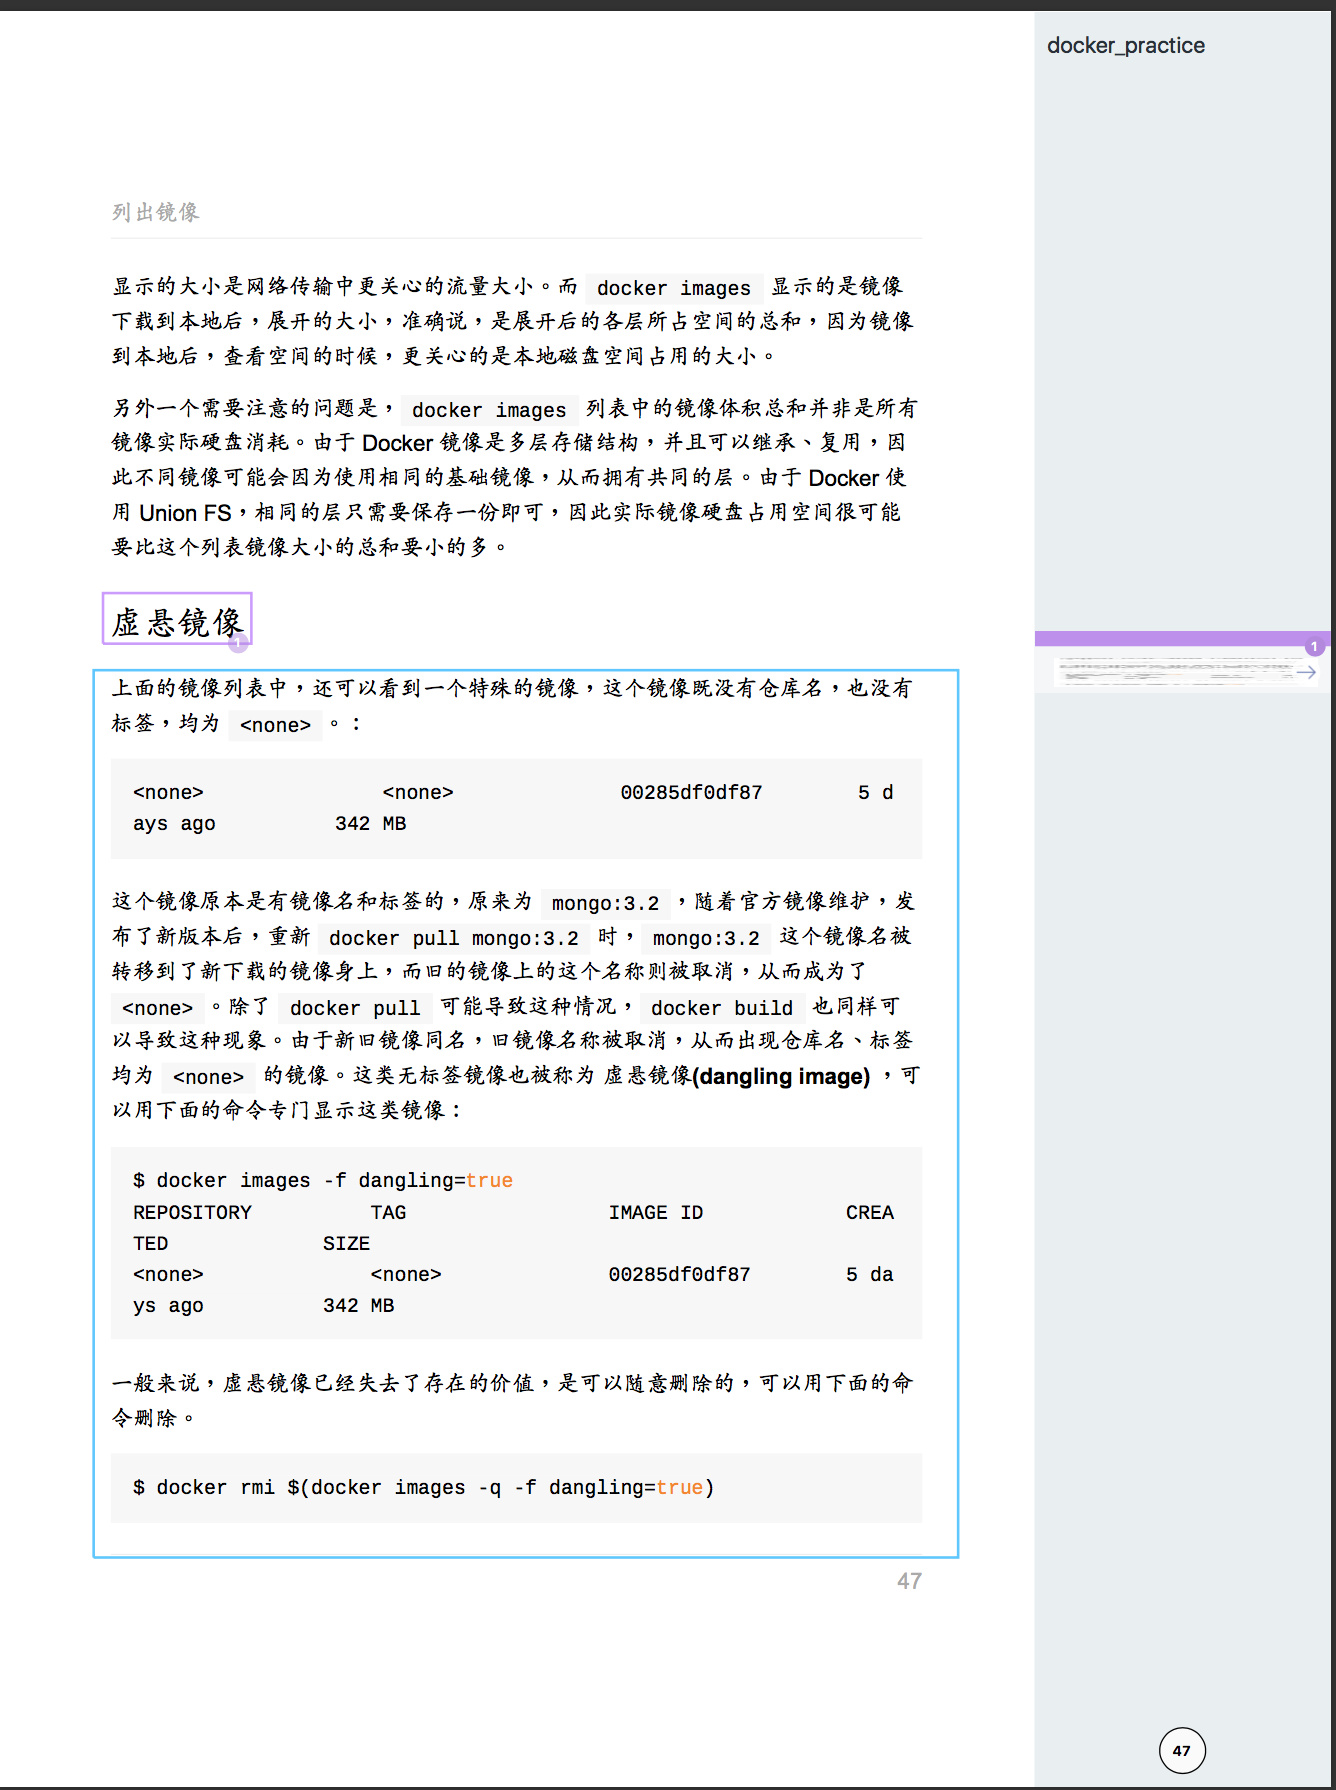 docker_practice
列出镜像
显示的大小是网络传输中更关心的流量大小。而 docker images 显示的是镜像
下载到本地后，展开的大小，准确说，是展开后的各层所占空间的总和，因为镜像
到本地后，查看空间的时候，更关心的是本地磁盘空间占用的大小。
另外一个需要注意的问题是， docker images 列表中的镜像体积总和并非是所有
镜像实际硬盘消耗。由于 Docker 镜像是多层存储结构，并且可以继承、复用，因
此不同镜像可能会因为使用相同的基础镜像，从而拥有共同的层。由于 Docker 使
用 Union FS，相同的层只需要保存一份即可，因此实际镜像硬盘占用空间很可能
要比这个列表镜像大小的总和要小的多。
虚悬镜像
1
1
上面的镜像列表中，还可以看到一个特殊的镜像，这个镜像既没有仓库名，也没有
标签，均为 <none> 。：
<none>               <none>              00285df0df87        5 d
ays ago          342 MB
这个镜像原本是有镜像名和标签的，原来为 mongo:3.2 ，随着官方镜像维护，发
布了新版本后，重新 docker pull mongo:3.2 时， mongo:3.2 这个镜像名被
转移到了新下载的镜像身上，而旧的镜像上的这个名称则被取消，从而成为了
<none> 。除了 docker pull 可能导致这种情况， docker build 也同样可
以导致这种现象。由于新旧镜像同名，旧镜像名称被取消，从而出现仓库名、标签
均为 <none> 的镜像。这类无标签镜像也被称为 虚悬镜像(dangling image) ，可
以用下面的命令专门显示这类镜像：
$ docker images -f dangling=true
REPOSITORY          TAG                 IMAGE ID            CREA
TED             SIZE
<none>              <none>              00285df0df87        5 da
ys ago          342 MB
一般来说，虚悬镜像已经失去了存在的价值，是可以随意删除的，可以用下面的命
令删除。
$ docker rmi $(docker images -q -f dangling=true)
47
47